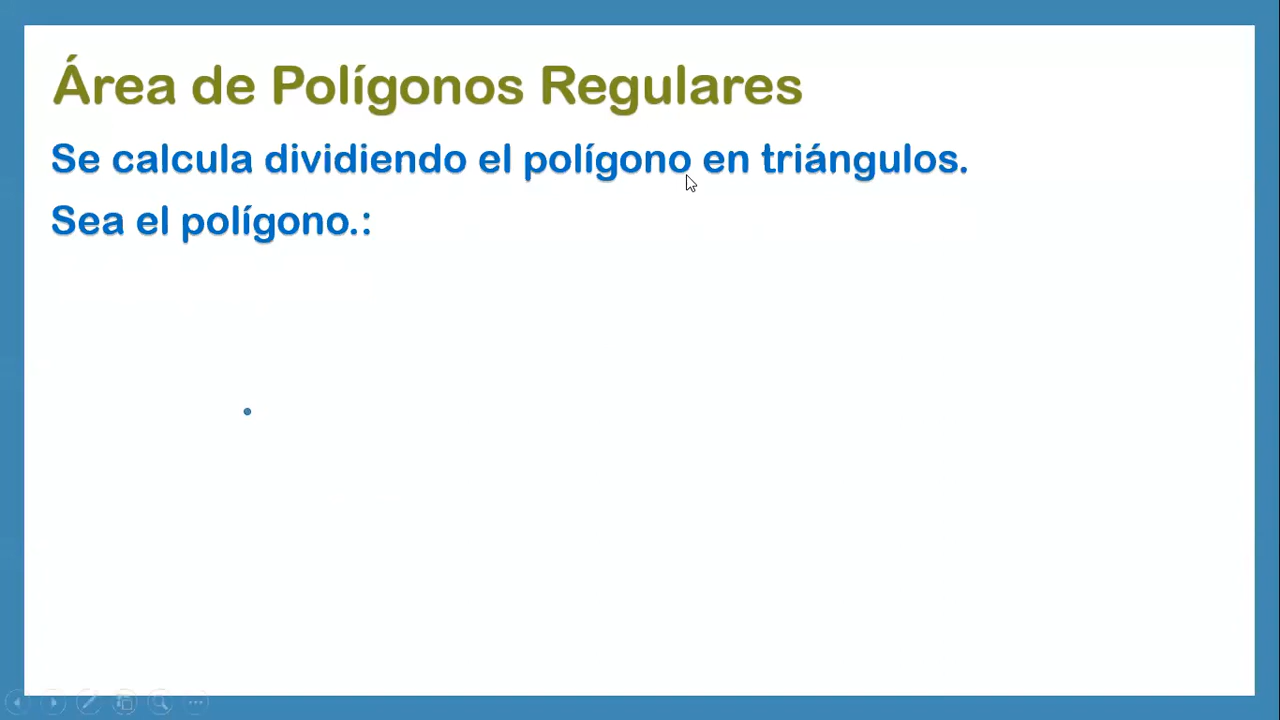 Área de Polígonos Regulares
Se calcula dividiendo el polígono en triángulos.
Sea el polígono.: